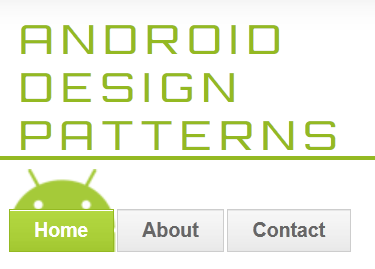 ANDROID
DESIGN
PATTERNS
Home About Contact